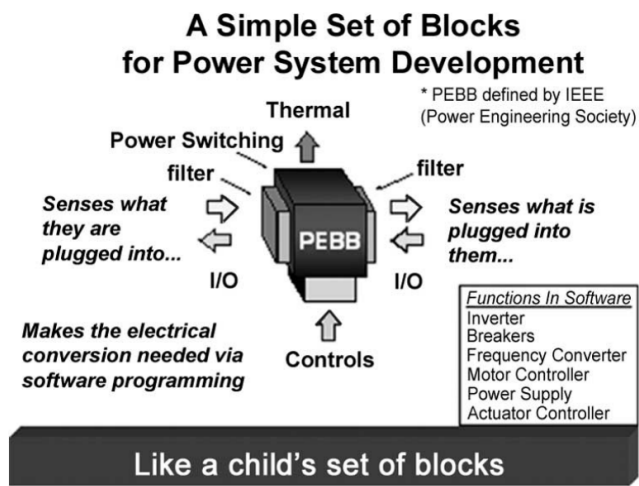 A Simple Set of Blocks
for Power System Development
* PEBB defined by IEEE
(Power Engineering Society)
Thermal
Power Switching
filter
filter
Senses what
they are
plugged into...
Senses what is
plugged into
them...
PEBB
I/O
I/O
Makes the electrical
conversion needed via
software programming
Controls
Functions In Software
Inverter
Breakers
Frequency Converter
Motor Controller
Power Supply
Actuator Controller
Like a child's set of blocks